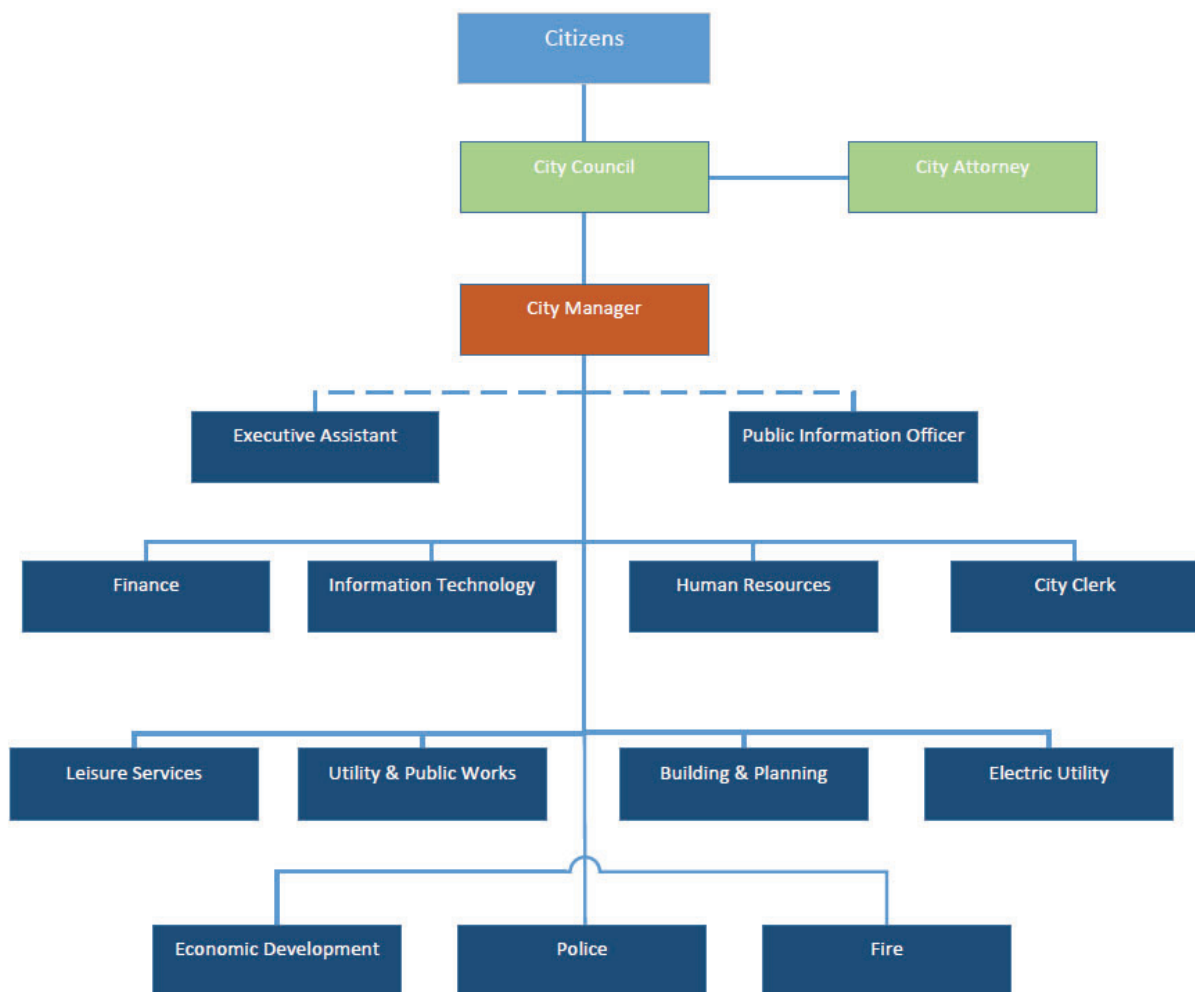 Citizens
City Council
City Attorney
City Manager
Executive Assistant
Public Information Officer
Finance
Information Technology
Human Resources
City Clerk
Leisure Services
Utility & Public Works
Building & Planning
Electric Utility
Economic Development
Police
Fire